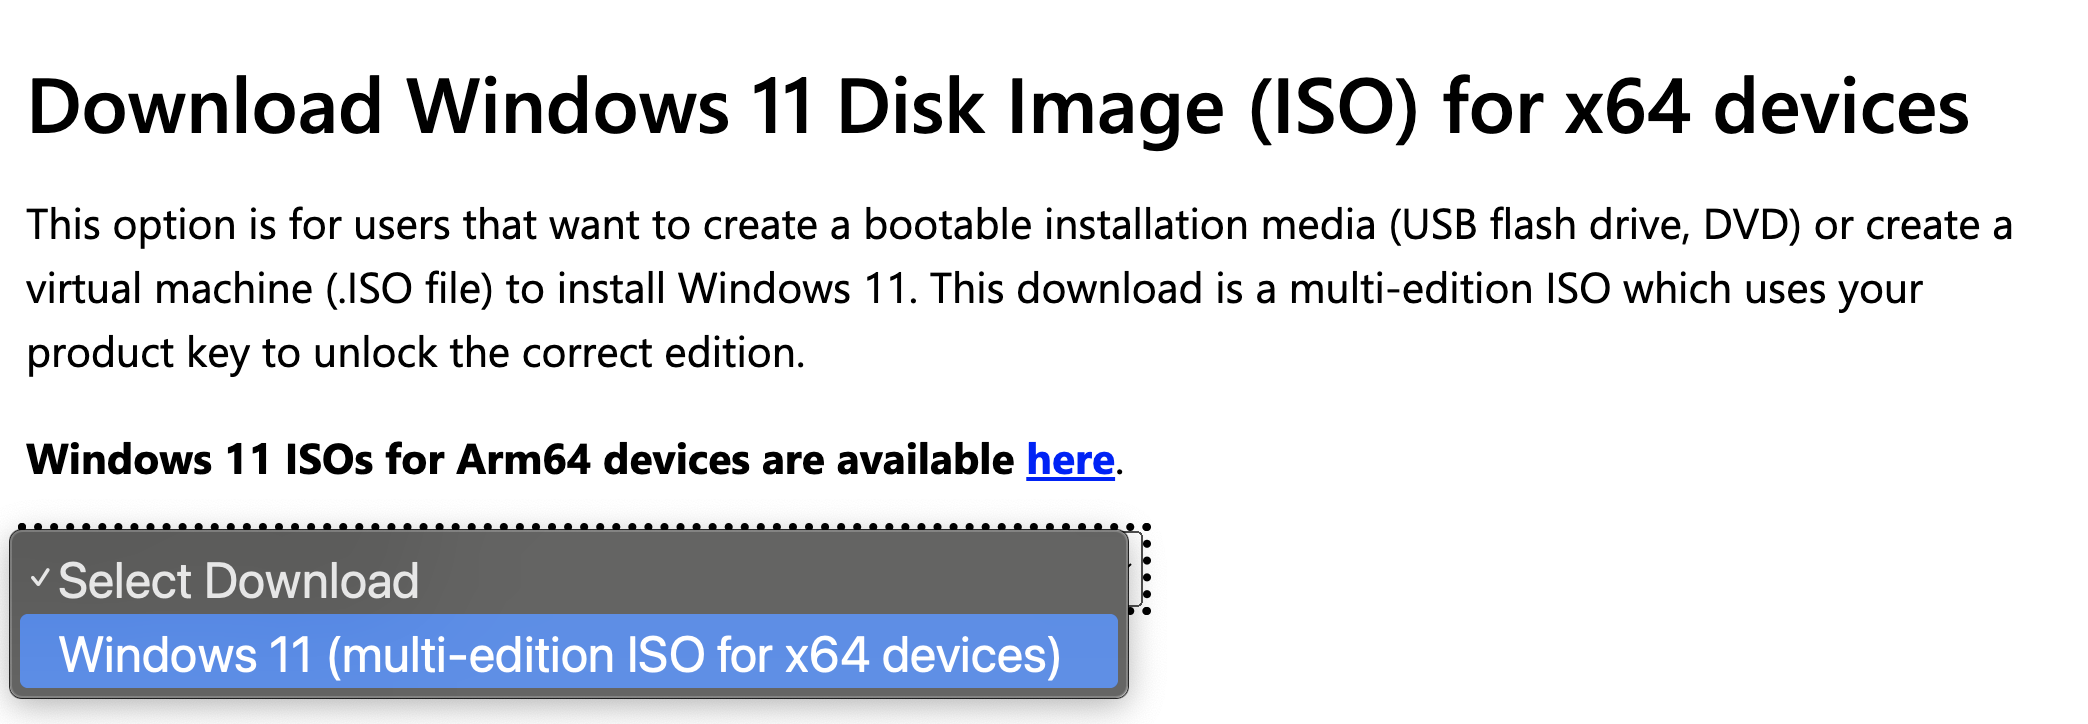 Download Windows 11 Disk Image (ISO) for x64 devices
This option is for users that want to create a bootable installation media (USB flash drive, DVD) or create a
virtual machine (.ISO file) to install Windows 11. This download is a multi-edition ISO which uses your
product key to unlock the correct edition.
Windows 11 ISOs for Arm64 devices are available here.
✓ Select Download
Windows 11 (multi-edition ISO for x64 devices)